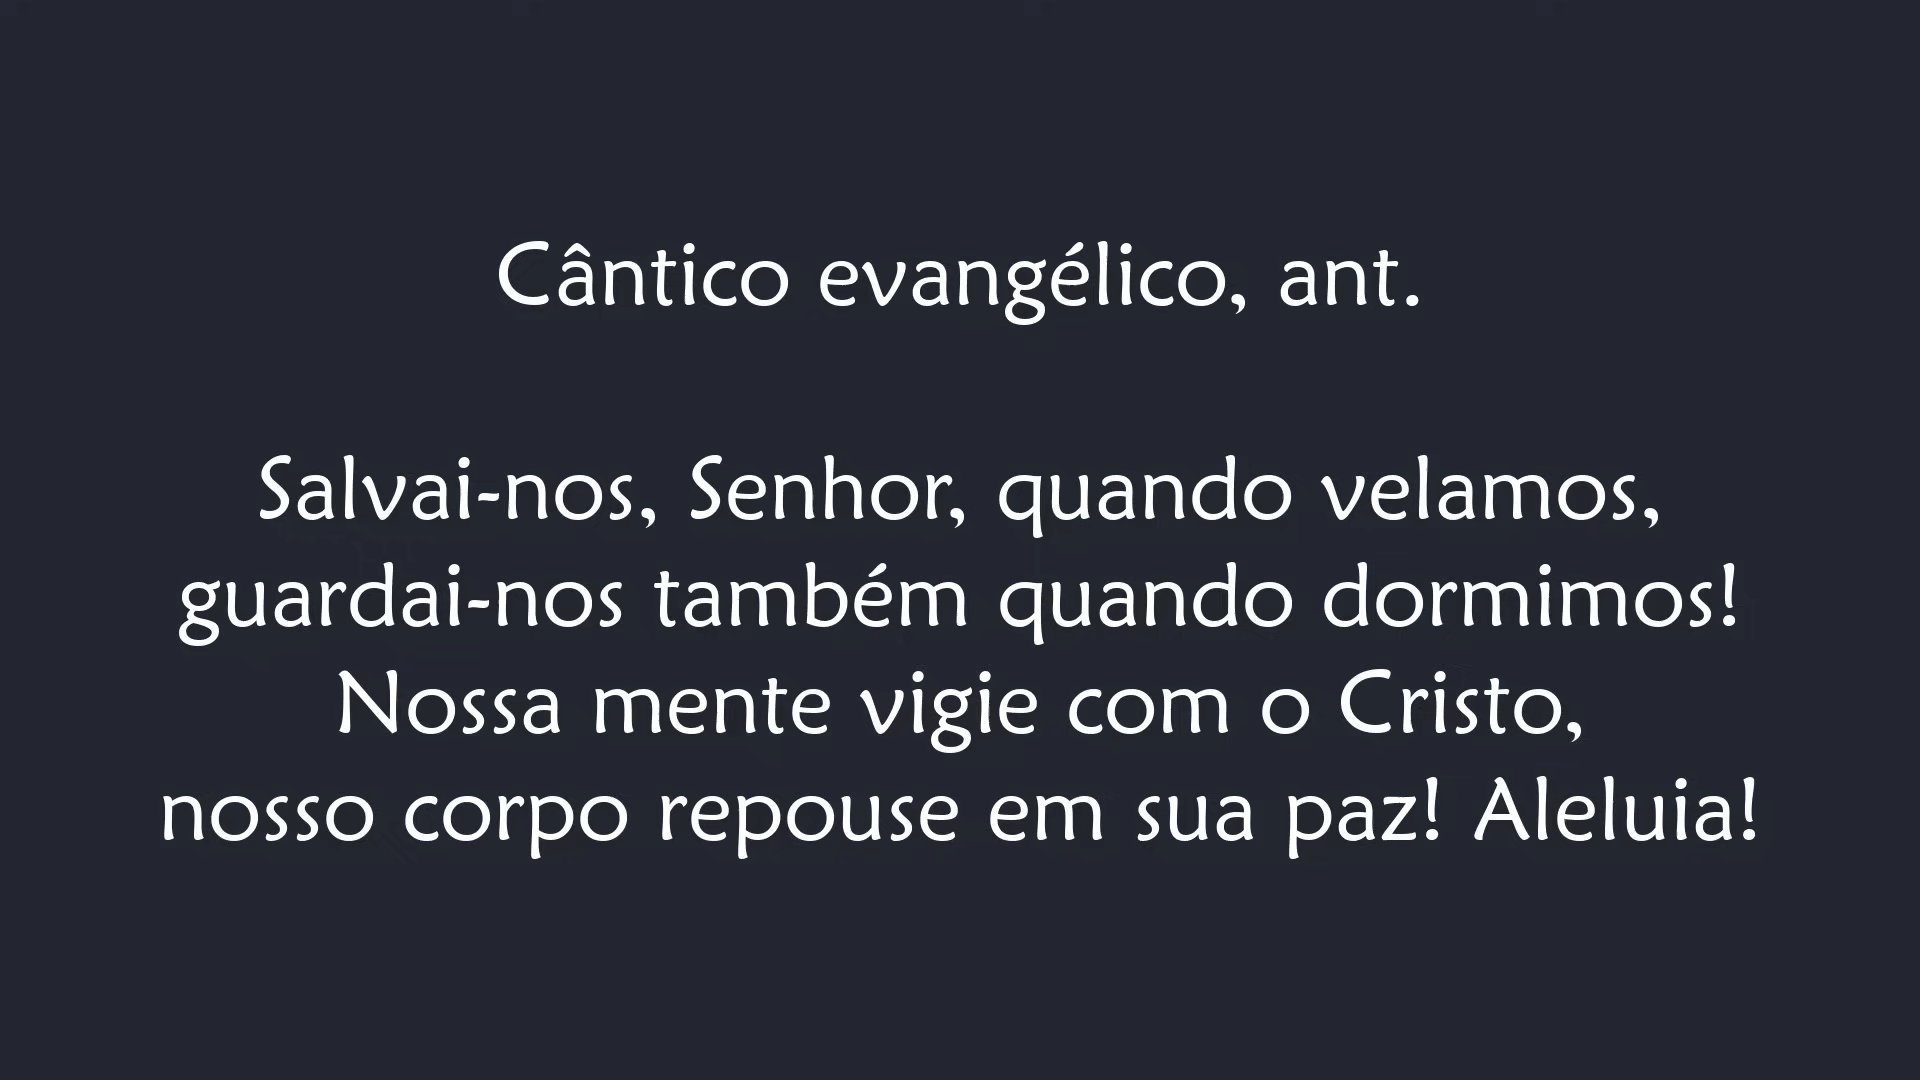 Cântico evangélico, ant.
Salvai-nos, Senhor, quando velamos,
guardai-nos também quando dormimos!
Nossa mente vigie com o Cristo,
nosso corpo repouse em sua paz! Aleluia!